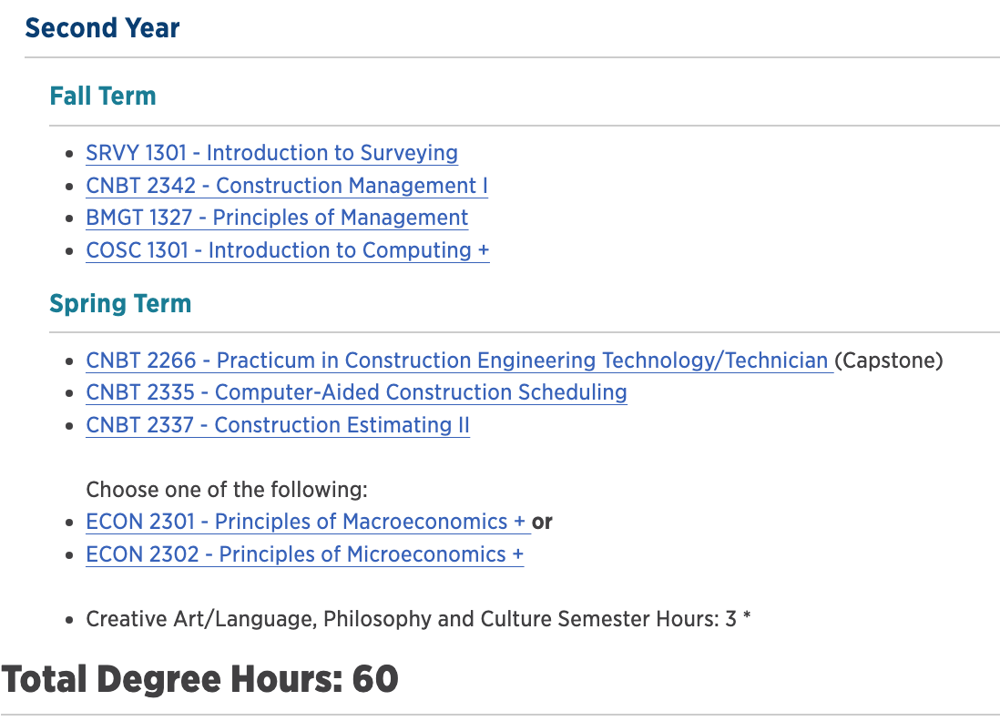 Second Year
Fall Term
SRVY 1301 - Introduction to Surveying
CNBT 2342 - Construction Management I
BMGT 1327 - Principles of Management
COSC 1301 - Introduction to Computing +
Spring Term
CNBT 2266 - Practicum in Construction Engineering Technology/Technician (Capstone)
CNBT 2335 - Computer-Aided Construction Scheduling
CNBT 2337 - Construction Estimating II
Choose one of the following:
ECON 2301 - Principles of Macroeconomics + or
ECON 2302 - Principles of Microeconomics +
Creative Art/Language, Philosophy and Culture Semester Hours: 3 *
Total Degree Hours: 60